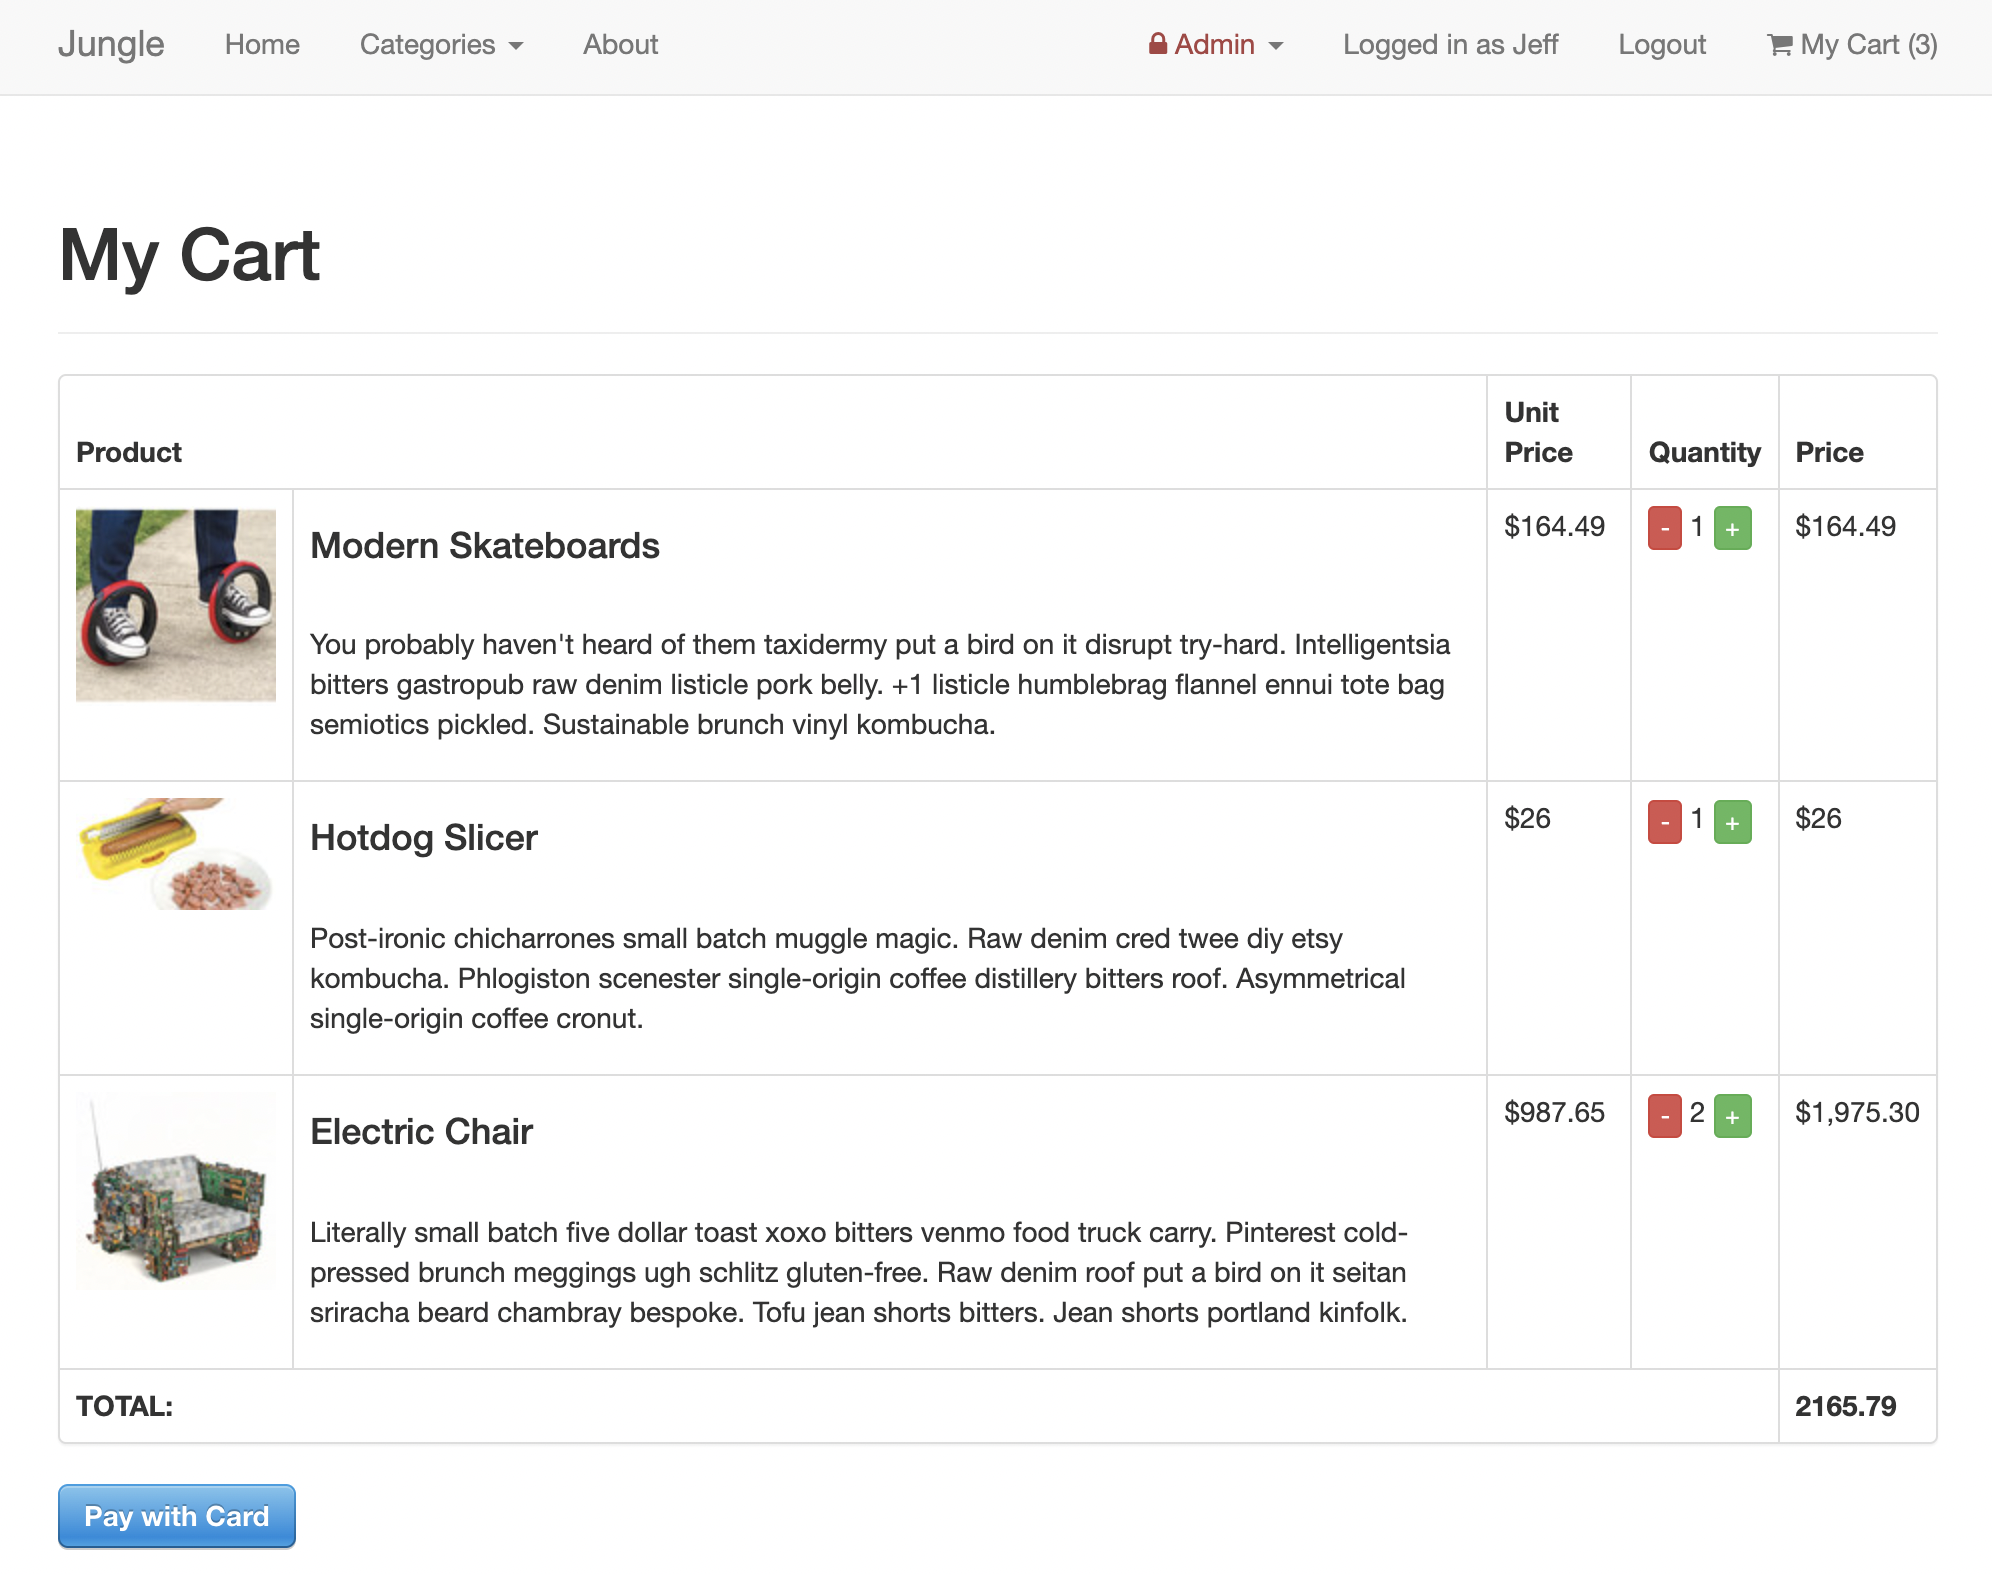 Jungle Home Categories About Admin Logged in as Jeff Logout My Cart (3)
My Cart
Product Unit Price Quantity Price
Modern Skateboards $164.49 - 1 + $164.49
You probably haven't heard of them taxidermy put a bird on it disrupt try-hard. Intelligentsia
bitters gastropub raw denim listicle pork belly. +1 listicle humblebrag flannel ennui tote bag
semiotics pickled. Sustainable brunch vinyl kombucha.
Hotdog Slicer $26 - 1 + $26
Post-ironic chicharrones small batch muggle magic. Raw denim cred twee diy etsy
kombucha. Phlogiston scenester single-origin coffee distillery bitters roof. Asymmetrical
single-origin coffee cronut.
Electric Chair $987.65 - 2 + $1,975.30
Literally small batch five dollar toast xoxo bitters venmo food truck carry. Pinterest cold-
pressed brunch meggings ugh schlitz gluten-free. Raw denim roof put a bird on it seitan
sriracha beard chambray bespoke. Tofu jean shorts bitters. Jean shorts portland kinfolk.
TOTAL: 2165.79
Pay with Card